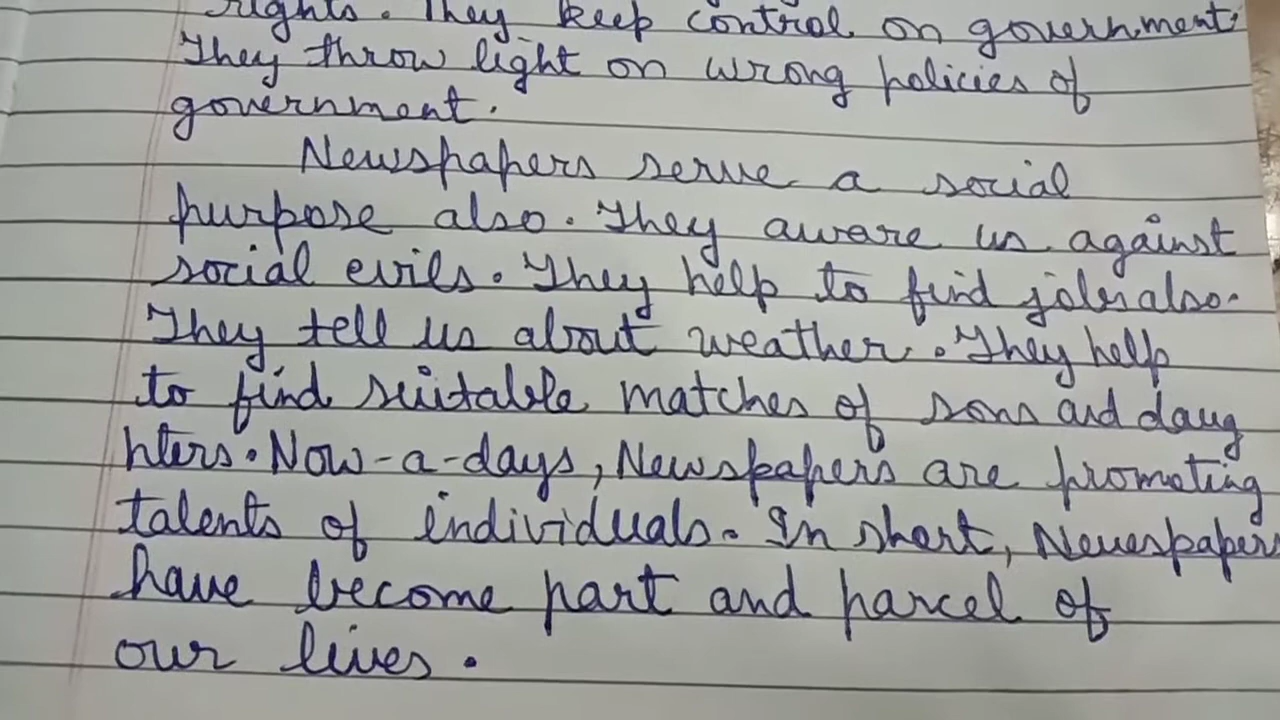 rights. They keep control on government.
They throw light on wrong policies of
government.
Newspapers serve a social
purpose also. They aware us against
social evils. They help to find jobs also.
They tell us about weather. They help
to find suitable matches of sons and daug
hters. Now-a-days, Newspapers are promoting
talents of individuals. In short, Newespapers
have become part and parcel of
our lives.